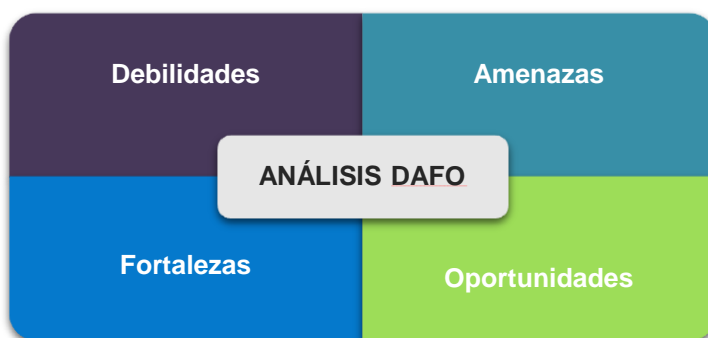 Debilidades
Amenazas
ANÁLISIS DAFO
Fortalezas
Oportunidades